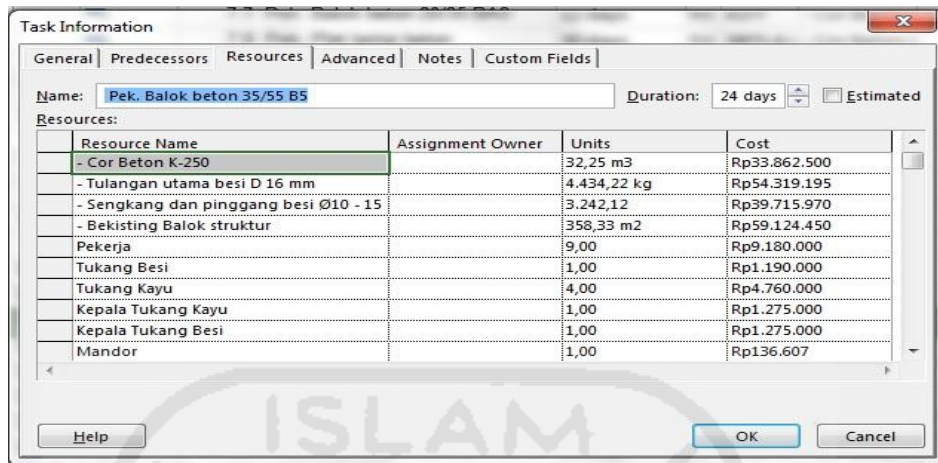 Task Information
General Predecessors Resources Advanced Notes Custom Fields
Name: Pek. Balok beton 35/55 B5 Duration: 24 days Estimated
Resources:
Resource Name Assignment Owner Units Cost
- Cor Beton K-250 32,25 m3 Rp33.862.500
- Tulangan utama besi D 16 mm 4.434,22 kg Rp54.319.195
- Sengkang dan pinggang besi Ø10 - 15 3.242,12 Rp39.715.970
- Bekisting Balok struktur 358,33 m2 Rp59.124.450
Pekerja 9,00 Rp9.180.000
Tukang Besi 1,00 Rp1.190.000
Tukang Kayu 4,00 Rp4.760.000
Kepala Tukang Kayu 1,00 Rp1.275.000
Kepala Tukang Besi 1,00 Rp1.275.000
Mandor 1,00 Rp136.607
ISLAM
Help OK Cancel